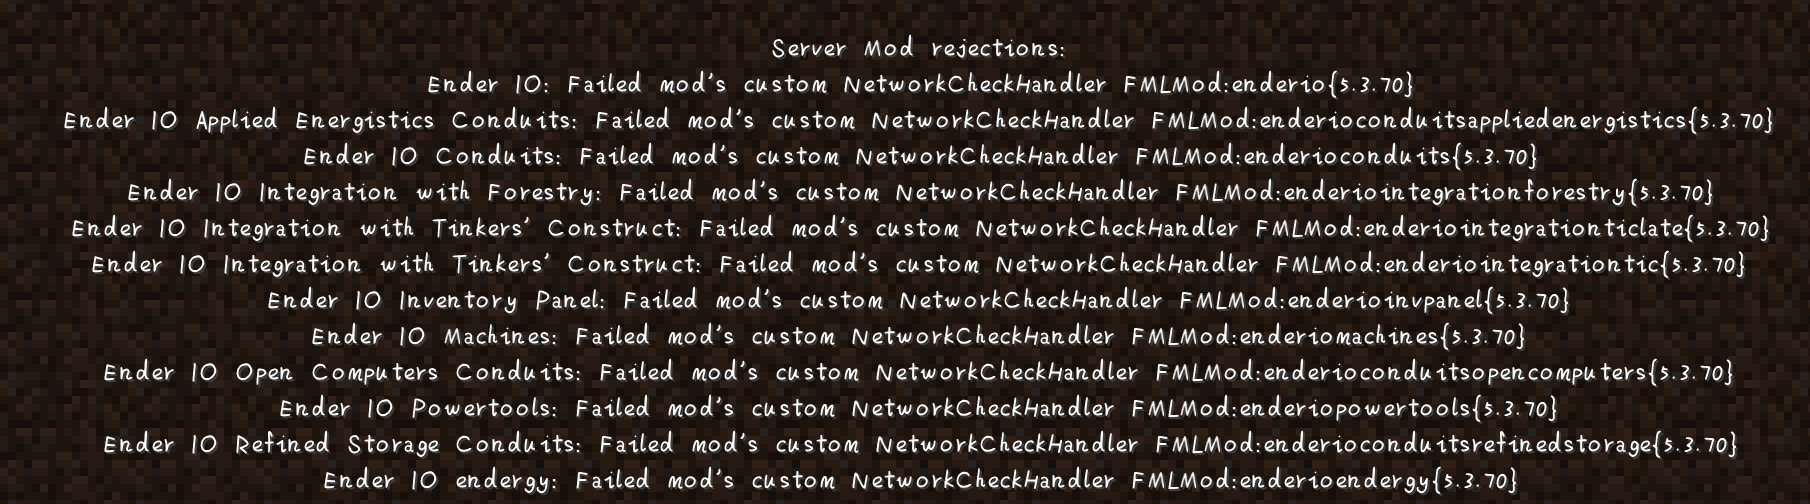 Server Mod rejections:
Ender IO: Failed mod's custom NetworkCheckHandler FMLMod:enderio{5.3.70}
Ender IO Applied Energistics Conduits: Failed mod's custom NetworkCheckHandler FMLMod:enderioconduitsappliedenergistics{5.3.70}
Ender IO Conduits: Failed mod's custom NetworkCheckHandler FMLMod:enderioconduits{5.3.70}
Ender IO Integration with Forestry: Failed mod's custom NetworkCheckHandler FMLMod:enderiointegrationforestry{5.3.70}
Ender IO Integration with Tinkers' Construct: Failed mod's custom NetworkCheckHandler FMLMod:enderiointegrationticlate{5.3.70}
Ender IO Integration with Tinkers' Construct: Failed mod's custom NetworkCheckHandler FMLMod:enderiointegrationtic{5.3.70}
Ender IO Inventory Panel: Failed mod's custom NetworkCheckHandler FMLMod:enderioinvpanel{5.3.70}
Ender IO Machines: Failed mod's custom NetworkCheckHandler FMLMod:enderiomachines{5.3.70}
Ender IO Open Computers Conduits: Failed mod's custom NetworkCheckHandler FMLMod:enderioconduitsopencomputers{5.3.70}
Ender IO Powertools: Failed mod's custom NetworkCheckHandler FMLMod:enderiopowertools{5.3.70}
Ender IO Refined Storage Conduits: Failed mod's custom NetworkCheckHandler FMLMod:enderioconduitsrefinedstorage{5.3.70}
Ender IO endergy: Failed mod's custom NetworkCheckHandler FMLMod:enderioendergy{5.3.70}